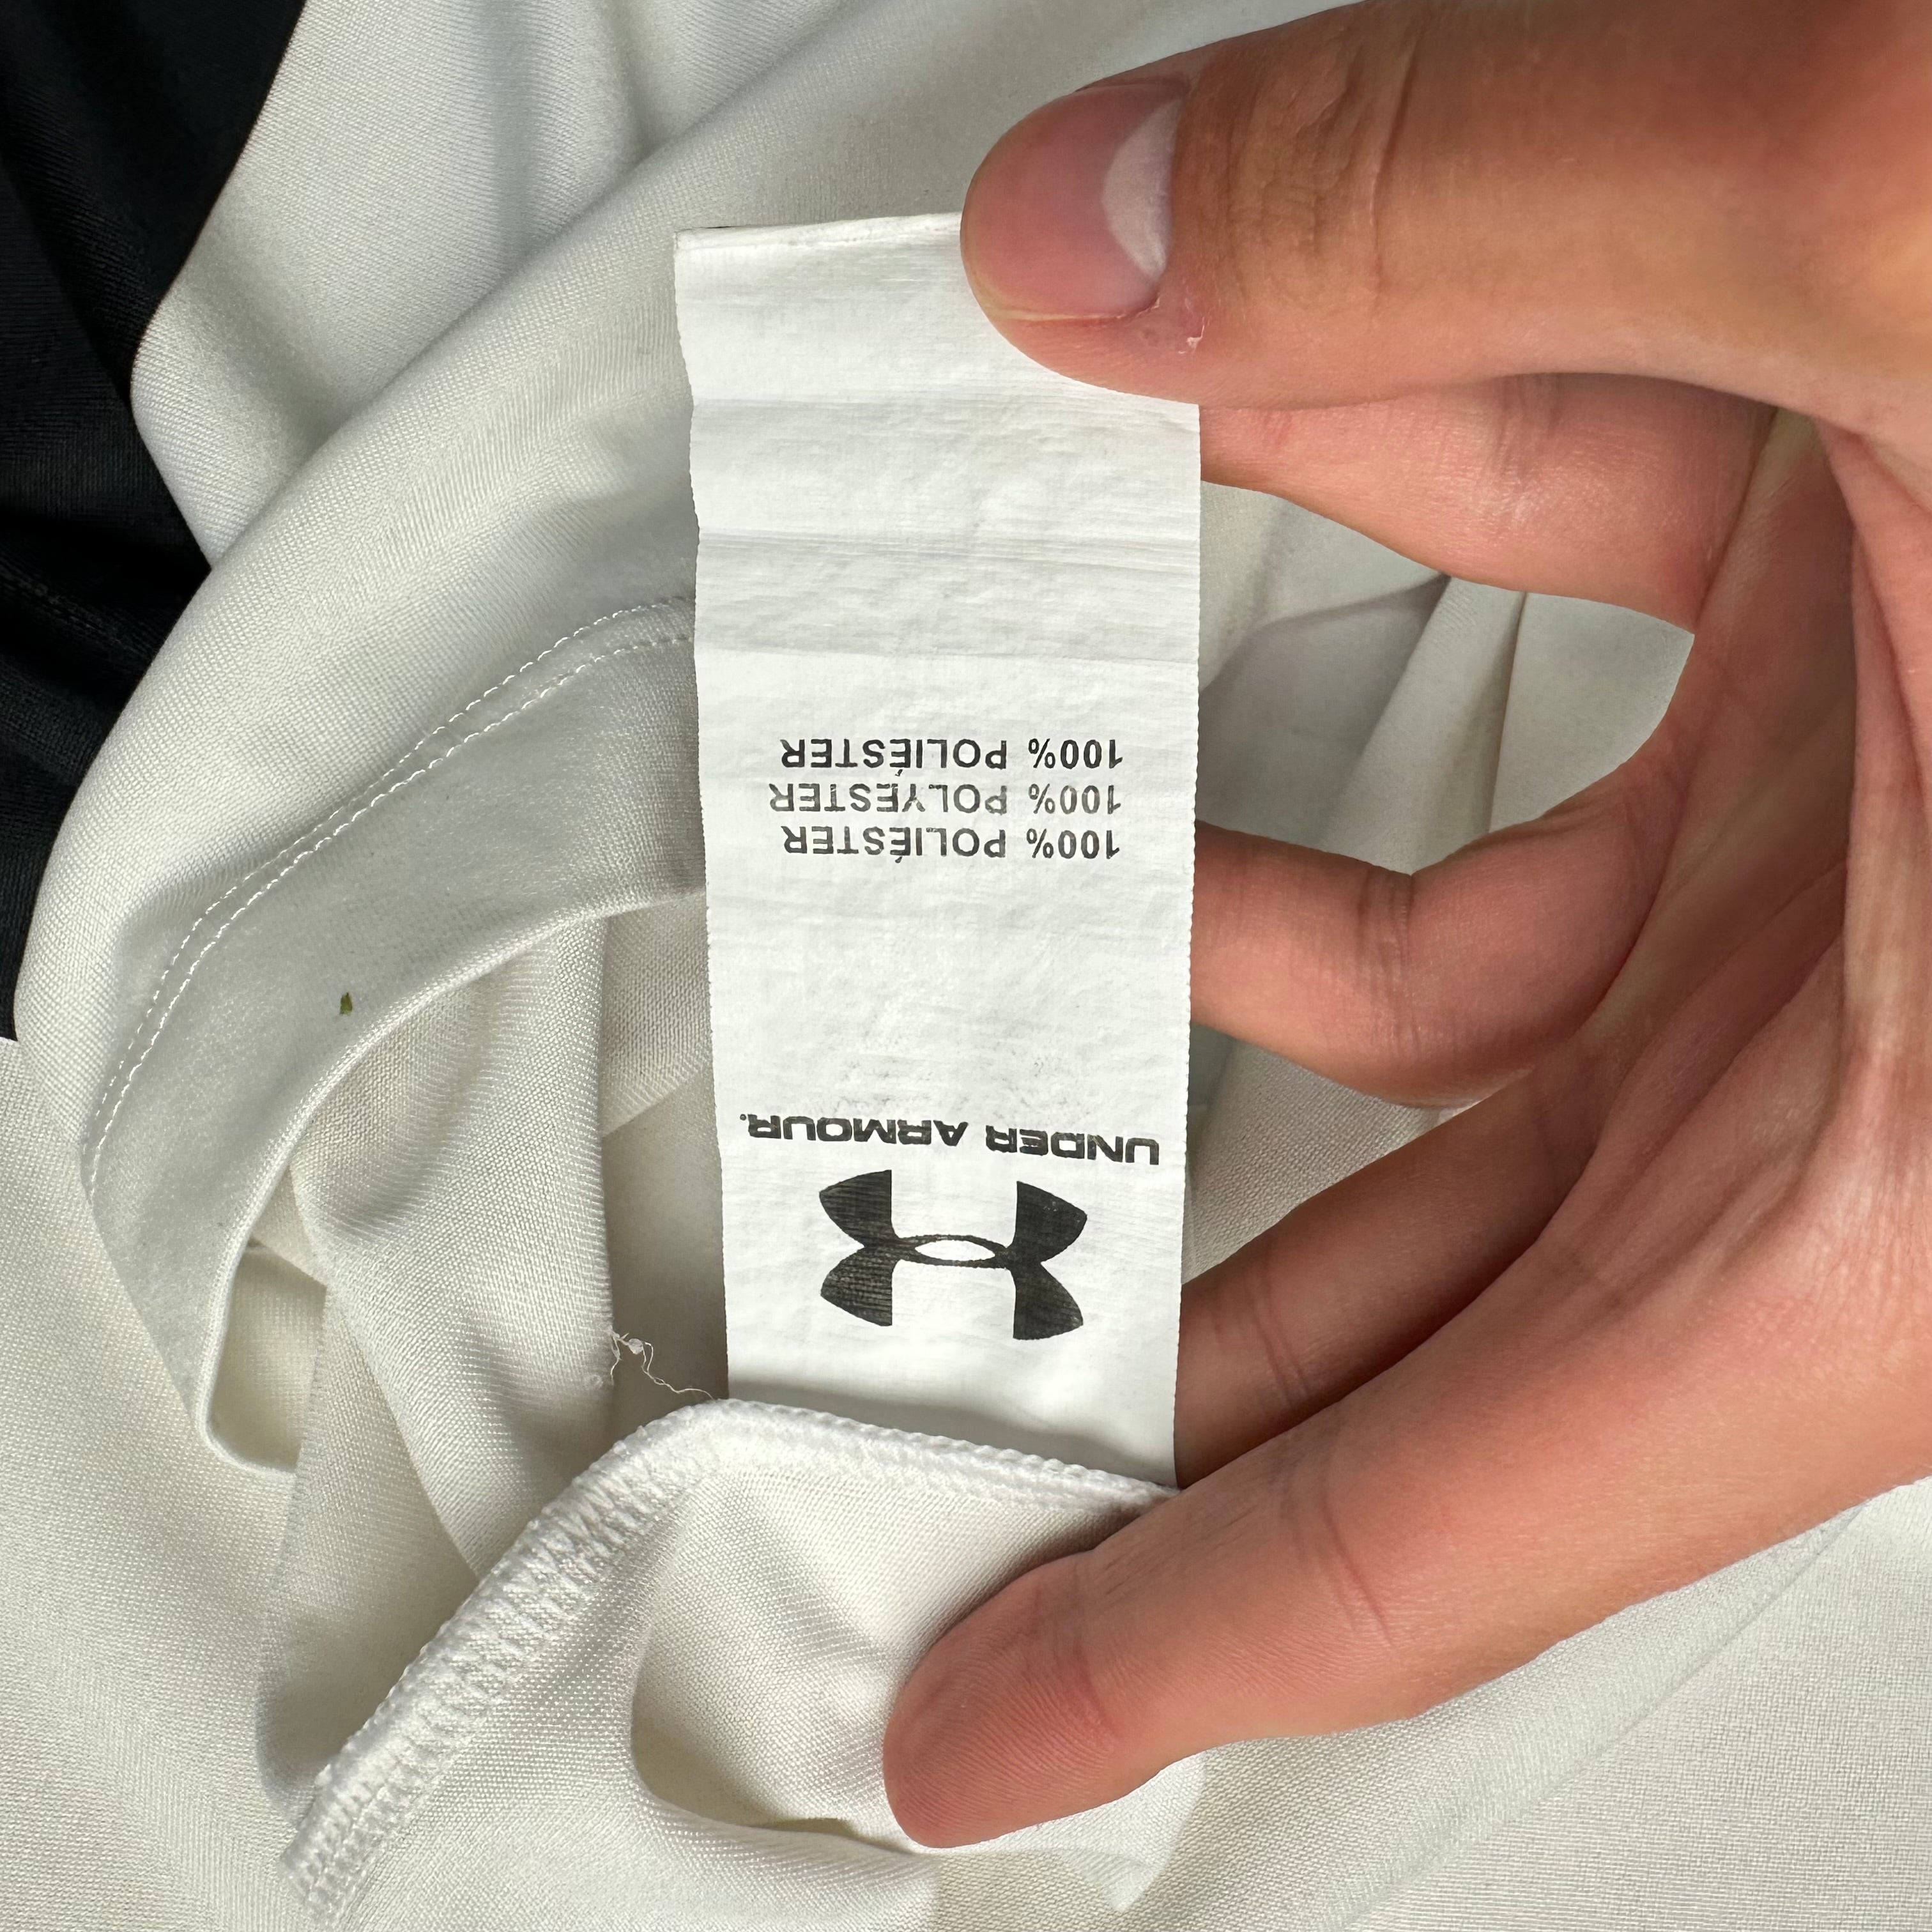 UNDER ARMOUR.
100% POLIÉSTER
100% POLYESTER
100% POLIÉSTER